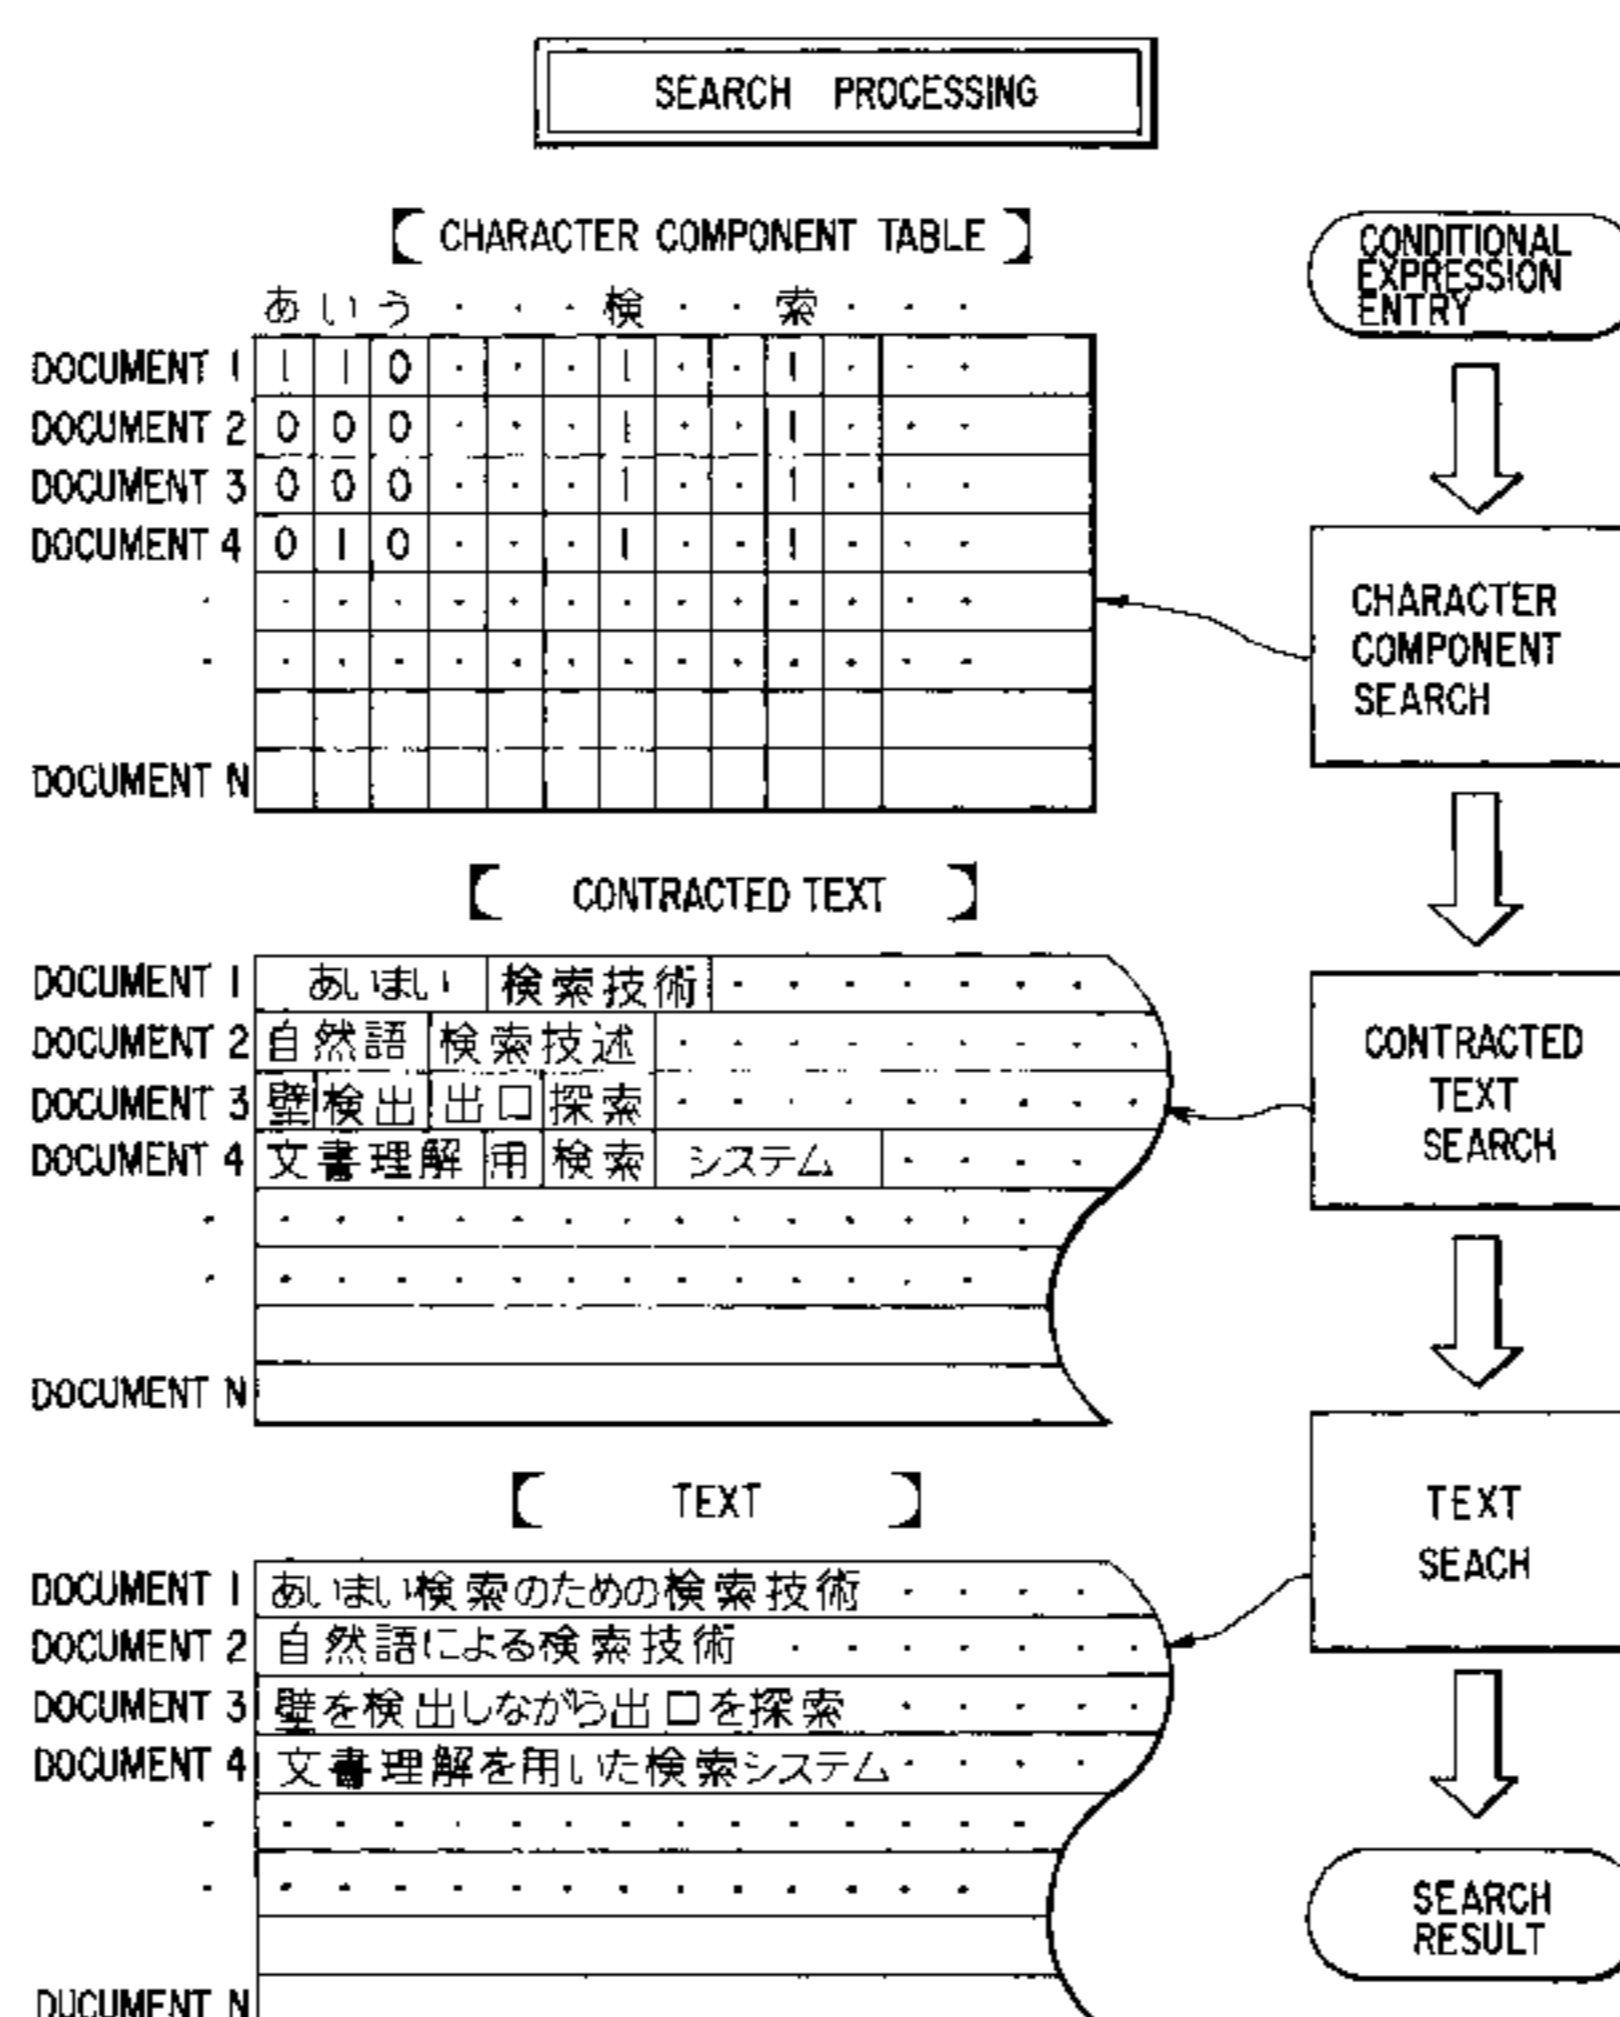 SEARCH PROCESSING
CHARACTER COMPONENT TABLE
あ い う · · · 検 · · 索 · · ·
DOCUMENT 1 1 1 0 · · · 1 · · 1 · · ·
DOCUMENT 2 0 0 0 · · · 1 · · 1 · · ·
DOCUMENT 3 0 0 0 · · · 1 · · 1 · · ·
DOCUMENT 4 0 1 0 · · · 1 · · 1 · · ·
DOCUMENT N
CONTRACTED TEXT
DOCUMENT 1 あいまい 検索技術 · · · · · · ·
DOCUMENT 2 自然語 検索技述 · · · · · · · · ·
DOCUMENT 3 壁 検出 出口 探索 · · · · · · · · ·
DOCUMENT 4 文書理解 用 検索 システム · · · ·
DOCUMENT N
TEXT
DOCUMENT 1 あいまい検索のための検索技術 · · · ·
DOCUMENT 2 自然語による検索技術 · · · · · · ·
DOCUMENT 3 壁を検出しながら出口を探索 · · · · ·
DOCUMENT 4 文書理解を用いた検索システム · · · ·
DUCUMENT N
CONDITIONAL
EXPRESSION
ENTRY
CHARACTER
COMPONENT
SEARCH
CONTRACTED
TEXT
SEARCH
TEXT
SEACH
SEARCH
RESULT